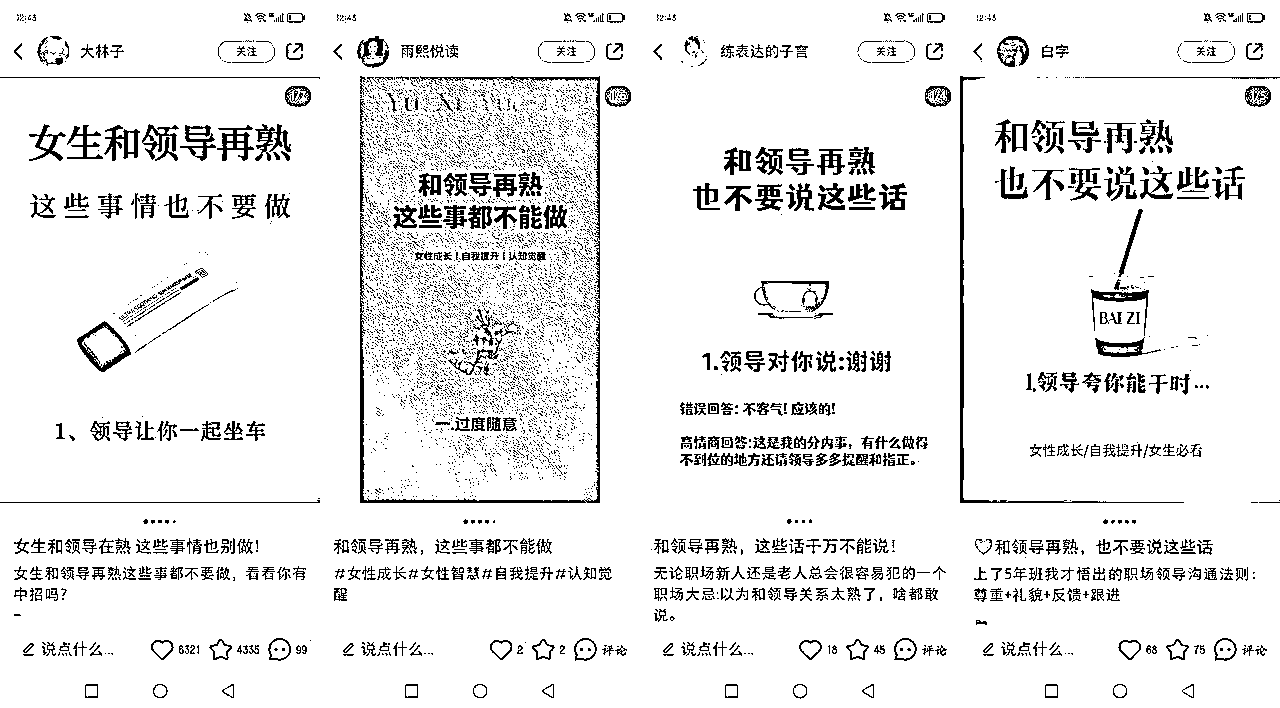 12:43
大林子
关注
女生和领导再熟
这些事情也不要做
1、领导让你一起坐车
女生和领导在熟 这些事情也别做!
女生和领导再熟这些事都不要做，看看你有
中招吗?
说点什么...
6321
4335
99
12:43
雨熙悦读
关注
和领导再熟
这些事都不能做
女性成长 | 自我提升 | 认知觉醒
一.过度随意
和领导再熟，这些事都不能做
#女性成长#女性智慧#自我提升#认知觉
醒
说点什么...
2
2
评论
12:43
练表达的子宫
关注
和领导再熟
也不要说这些话
1.领导对你说:谢谢
错误回答: 不客气! 应该的!
高情商回答:这是我的分内事，有什么做得
不到位的地方还请领导多多提醒和指正。
和领导再熟，这些话千万不能说!
无论职场新人还是老人总会很容易犯的一个
职场大忌:以为和领导关系太熟了，啥都敢
说。
说点什么...
18
45
评论
12:43
白字
关注
和领导再熟
也不要说这些话
BAI ZI
1.领导夸你能干时...
女性成长/自我提升/女生必看
♡和领导再熟，也不要说这些话
上了5年班我才悟出的职场领导沟通法则：
尊重+礼貌+反馈+跟进
说点什么...
68
75
评论